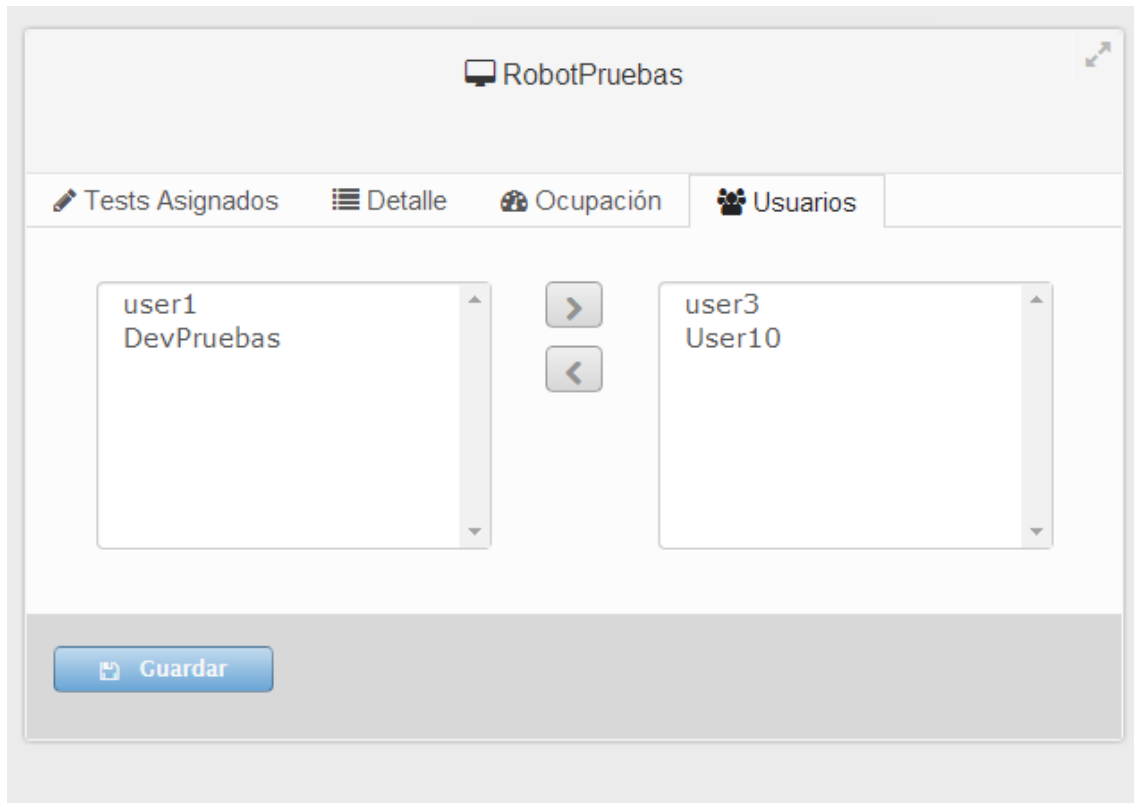 RobotPruebas
Tests Asignados Detalle Ocupación Usuarios
user1
DevPruebas
user3
User10
Guardar